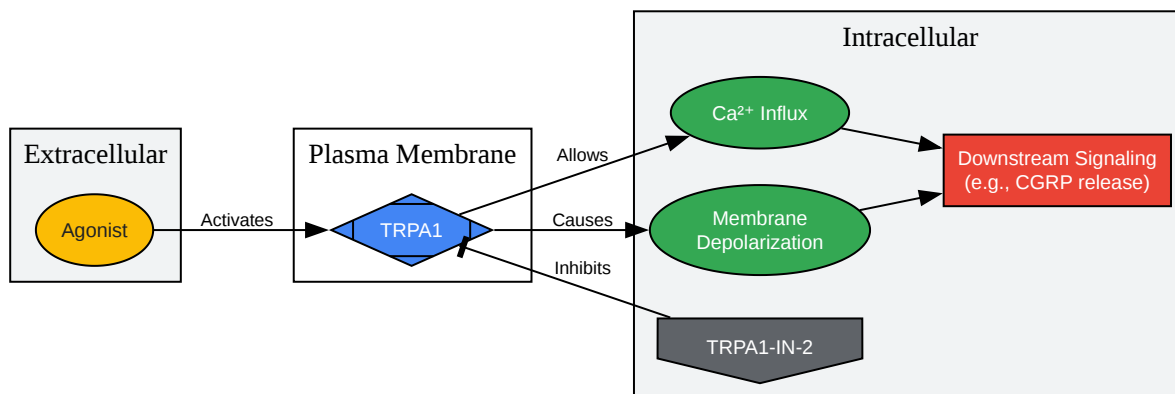 Extracellular
Agonist
Activates
Plasma Membrane
TRPA1
Allows
Causes
Inhibits
Intracellular
Ca²⁺ Influx
Membrane
Depolarization
TRPA1-IN-2
Downstream Signaling
(e.g., CGRP release)